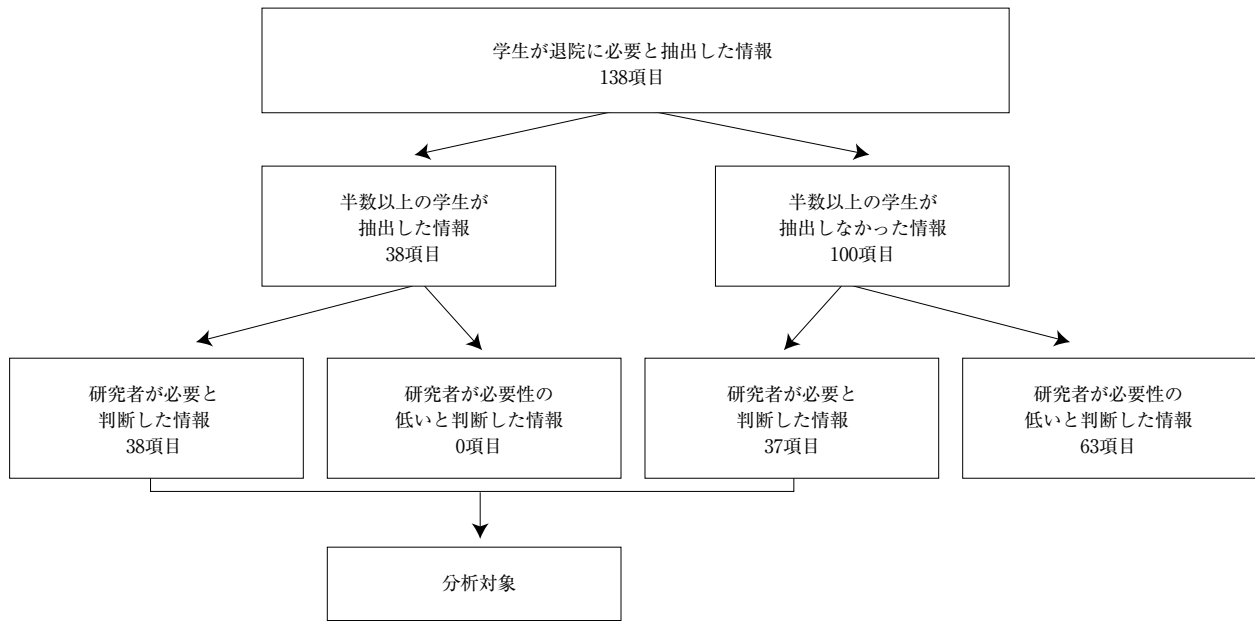 学生が退院に必要と抽出した情報
138項目
半数以上の学生が
抽出した情報
38項目
半数以上の学生が
抽出しなかった情報
100項目
研究者が必要と
判断した情報
38項目
研究者が必要性の
低いと判断した情報
0項目
研究者が必要と
判断した情報
37項目
研究者が必要性の
低いと判断した情報
63項目
分析対象